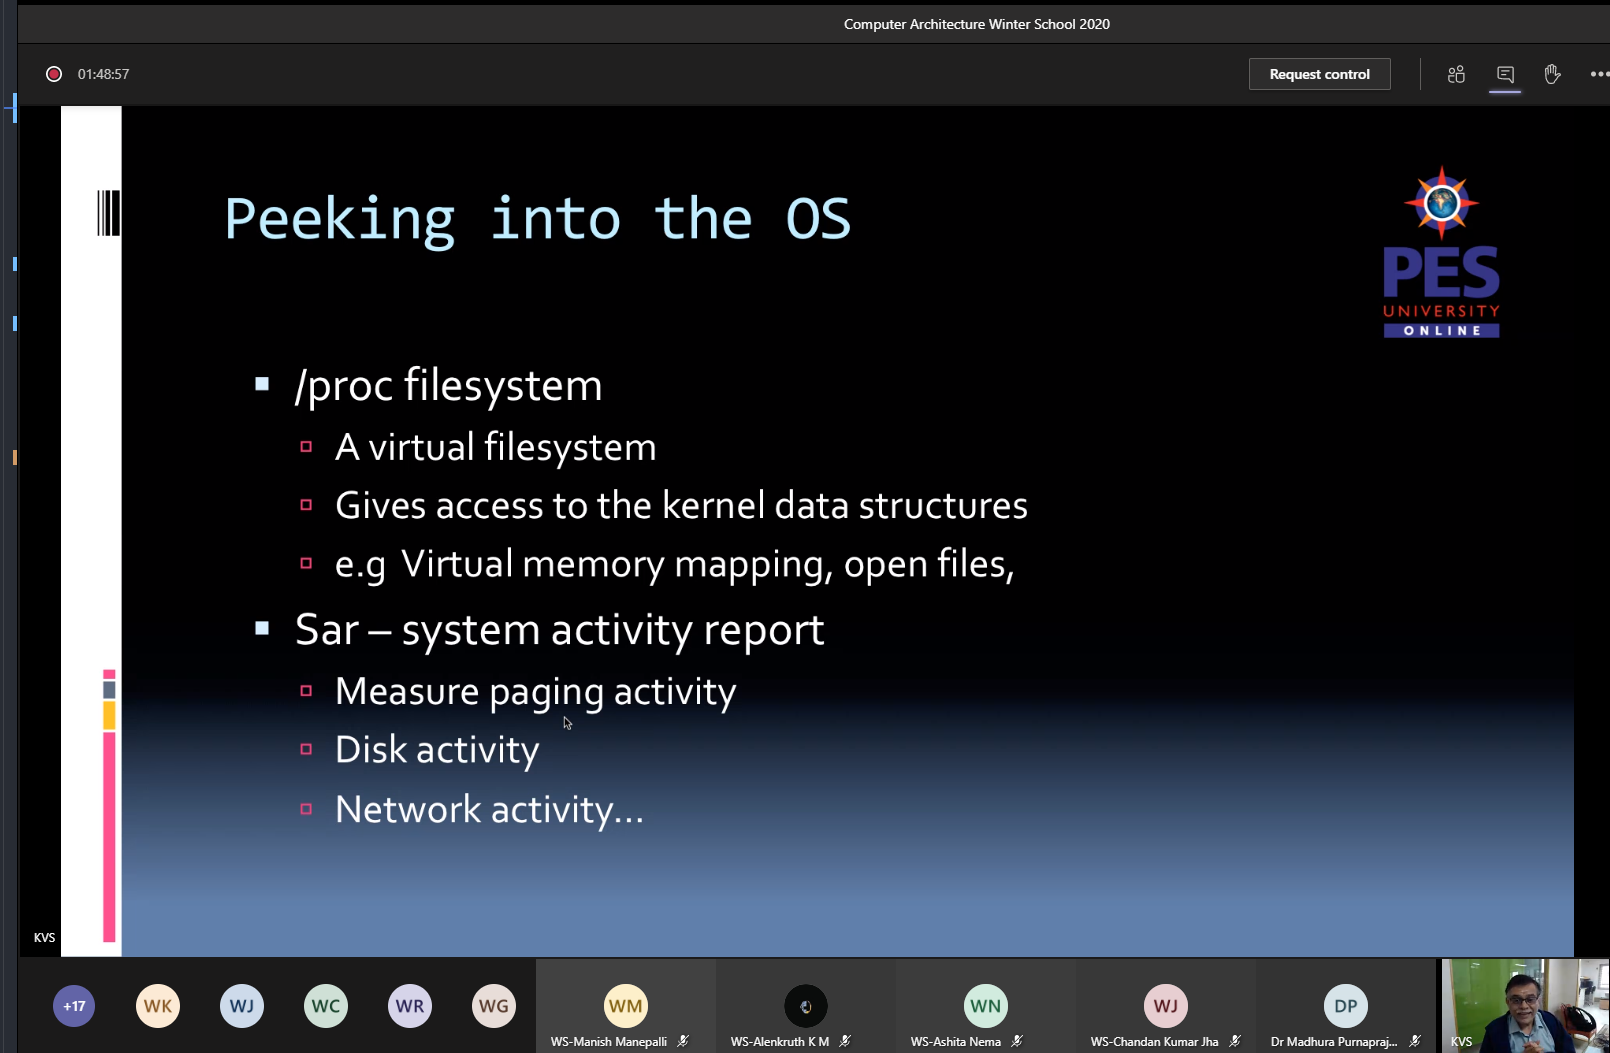 Computer Architecture Winter School 2020
01:48:57
Request control
Peeking into the OS
PES
UNIVERSITY
ONLINE
/proc filesystem
A virtual filesystem
Gives access to the kernel data structures
e.g Virtual memory mapping, open files,
Sar – system activity report
Measure paging activity
Disk activity
Network activity...
KVS
+17
WK
WJ
WC
WR
WG
WM
WN
WJ
DP
WS-Manish Manepalli
WS-Alenkruth K M
WS-Ashita Nema
WS-Chandan Kumar Jha
Dr Madhura Purnapraj...
KVS